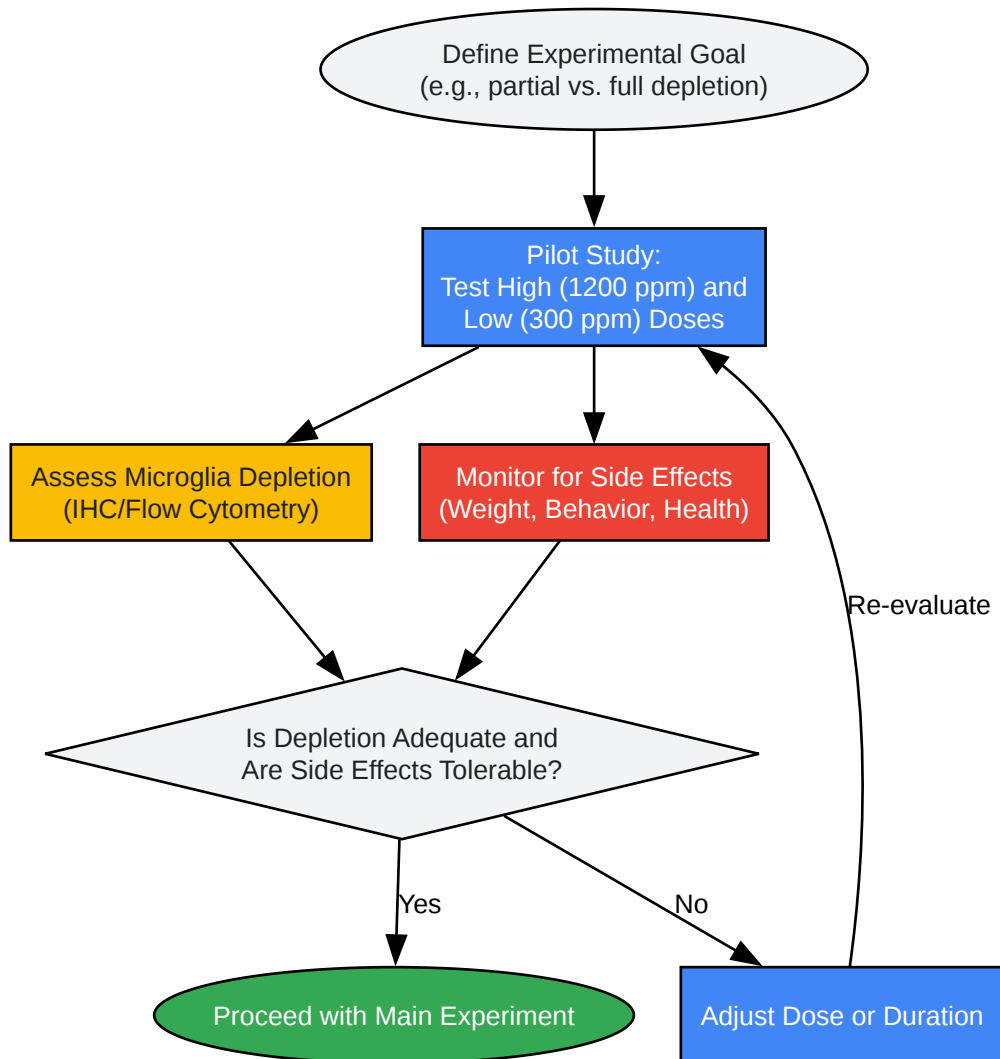 Define Experimental Goal
(e.g., partial vs. full depletion)
Pilot Study:
Test High (1200 ppm) and
Low (300 ppm) Doses
Assess Microglia Depletion
(IHC/Flow Cytometry)
Monitor for Side Effects
(Weight, Behavior, Health)
Re-evaluate
Is Depletion Adequate and
Are Side Effects Tolerable?
Yes
No
Proceed with Main Experiment
Adjust Dose or Duration